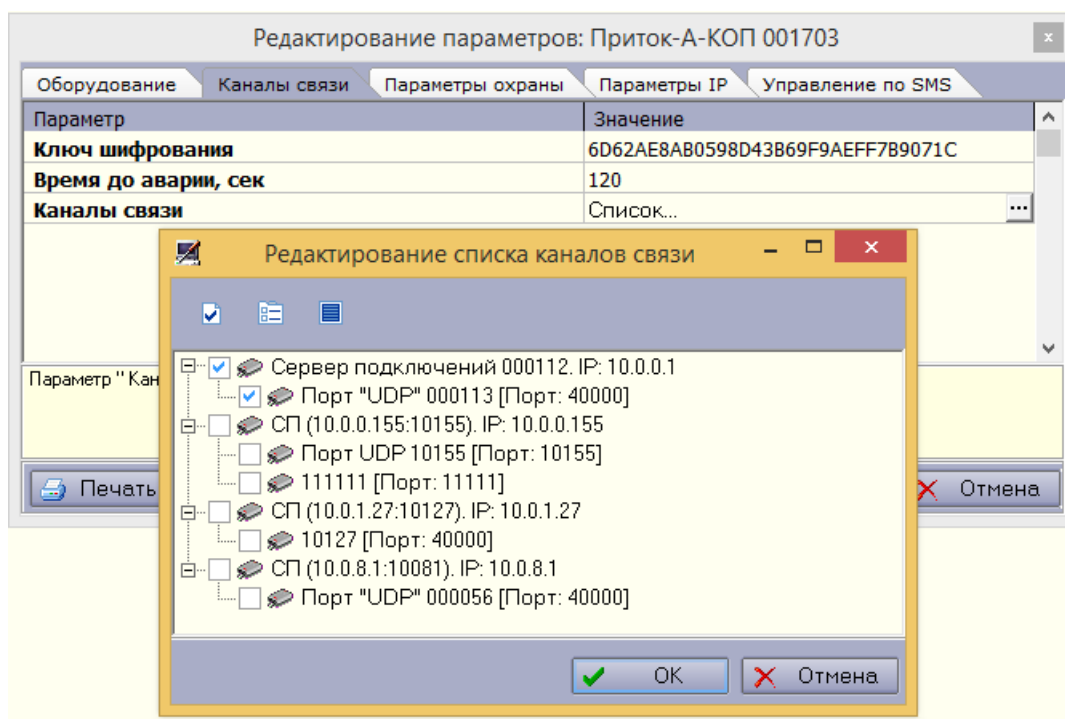 Редактирование параметров: Приток-А-КОП 001703
Оборудование Каналы связи Параметры охраны Параметры IP Управление по SMS
Параметр Значение
Ключ шифрования 6D62AE8AB0598D43B69F9AEFF7B9071C
Время до аварии, сек 120
Каналы связи Список... ...
Редактирование списка каналов связи
Сервер подключений 000112. IP: 10.0.0.1
Порт "UDP" 000113 [Порт: 40000]
СП (10.0.0.155:10155). IP: 10.0.0.155
Порт UDP 10155 [Порт: 10155]
111111 [Порт: 11111]
СП (10.0.1.27:10127). IP: 10.0.1.27
10127 [Порт: 40000]
СП (10.0.8.1:10081). IP: 10.0.8.1
Порт "UDP" 000056 [Порт: 40000]
OK Отмена
Параметр "Кан
Печать Отмена